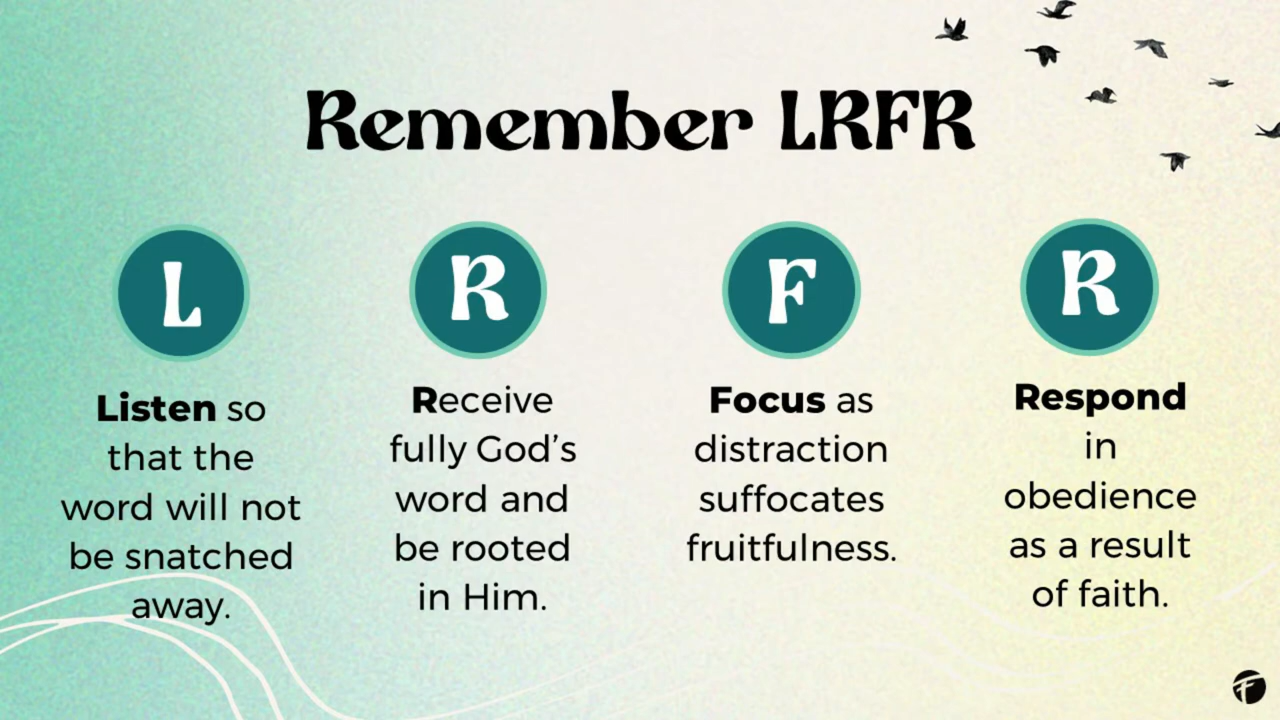 Remember LRFR
L
Listen so
that the
word will not
be snatched
away.
R
Receive
fully God's
word and
be rooted
in Him.
F
Focus as
distraction
suffocates
fruitfulness.
R
Respond
in
obedience
as a result
of faith.